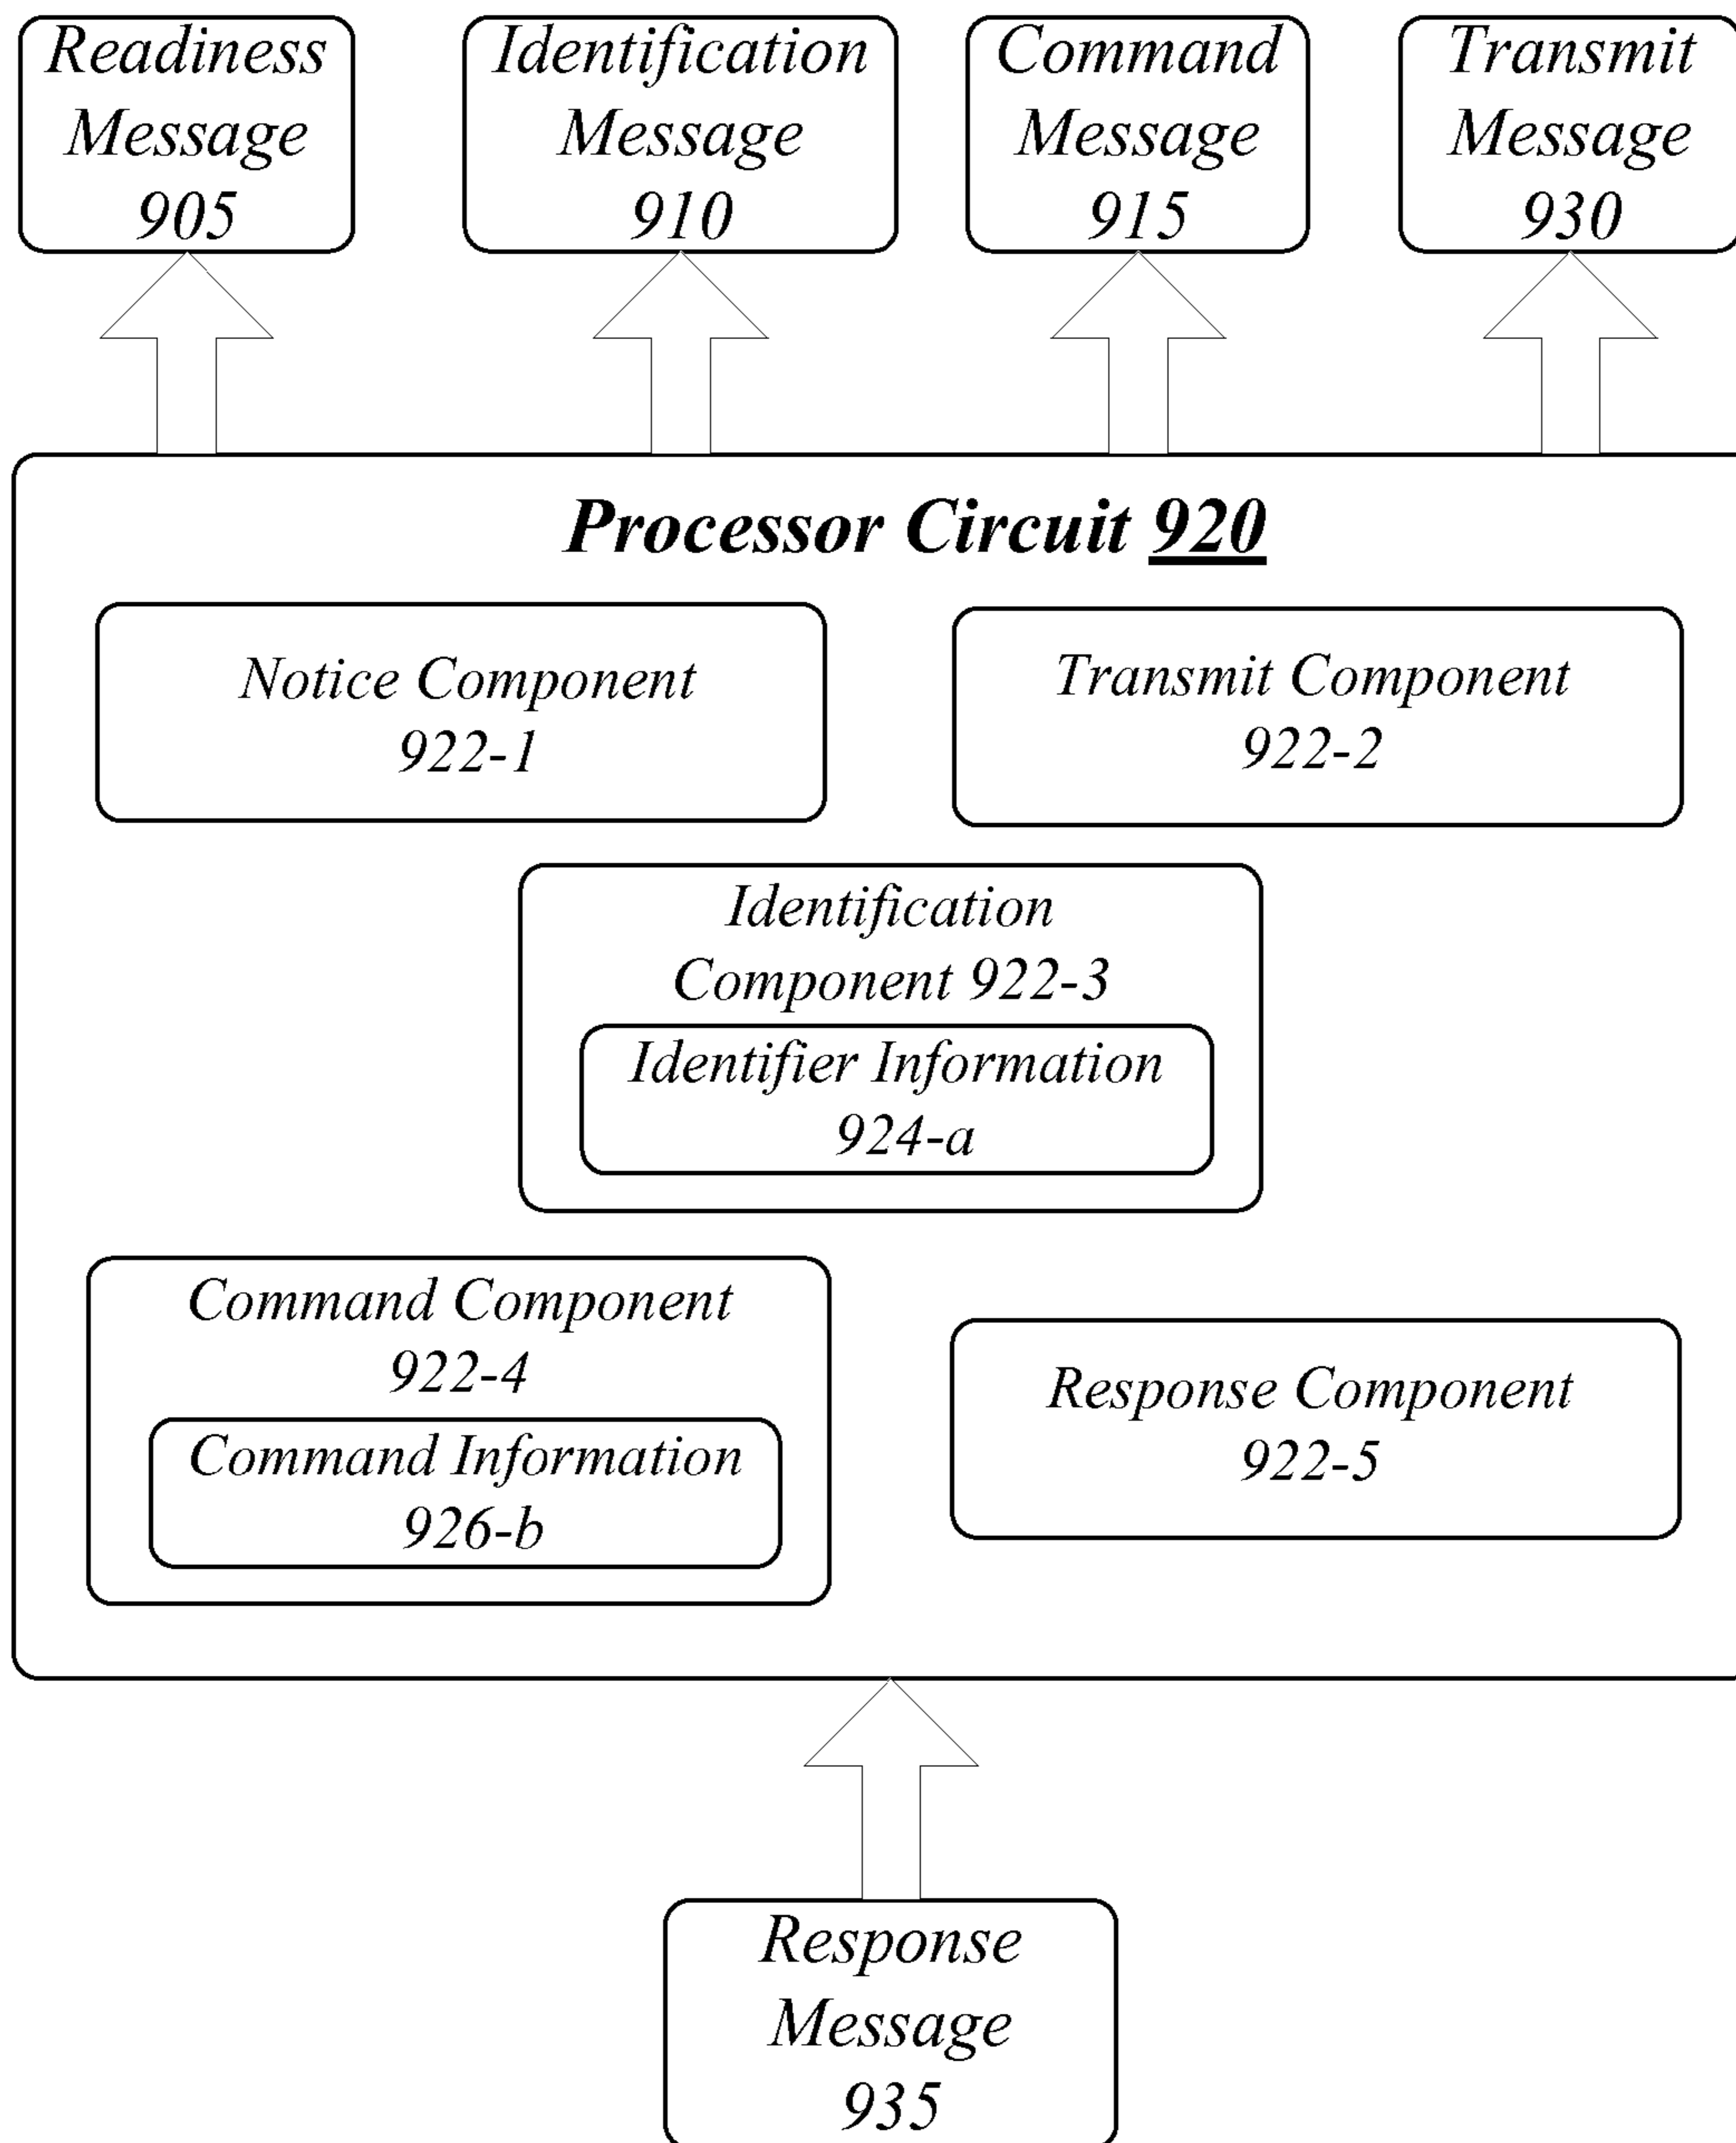 Readiness
Message
905
Identification
Message
910
Command
Message
915
Transmit
Message
930
Processor Circuit 920
Notice Component
922-1
Transmit Component
922-2
Identification
Component 922-3
Identifier Information
924-a
Command Component
922-4
Command Information
926-b
Response Component
922-5
Response
Message
935